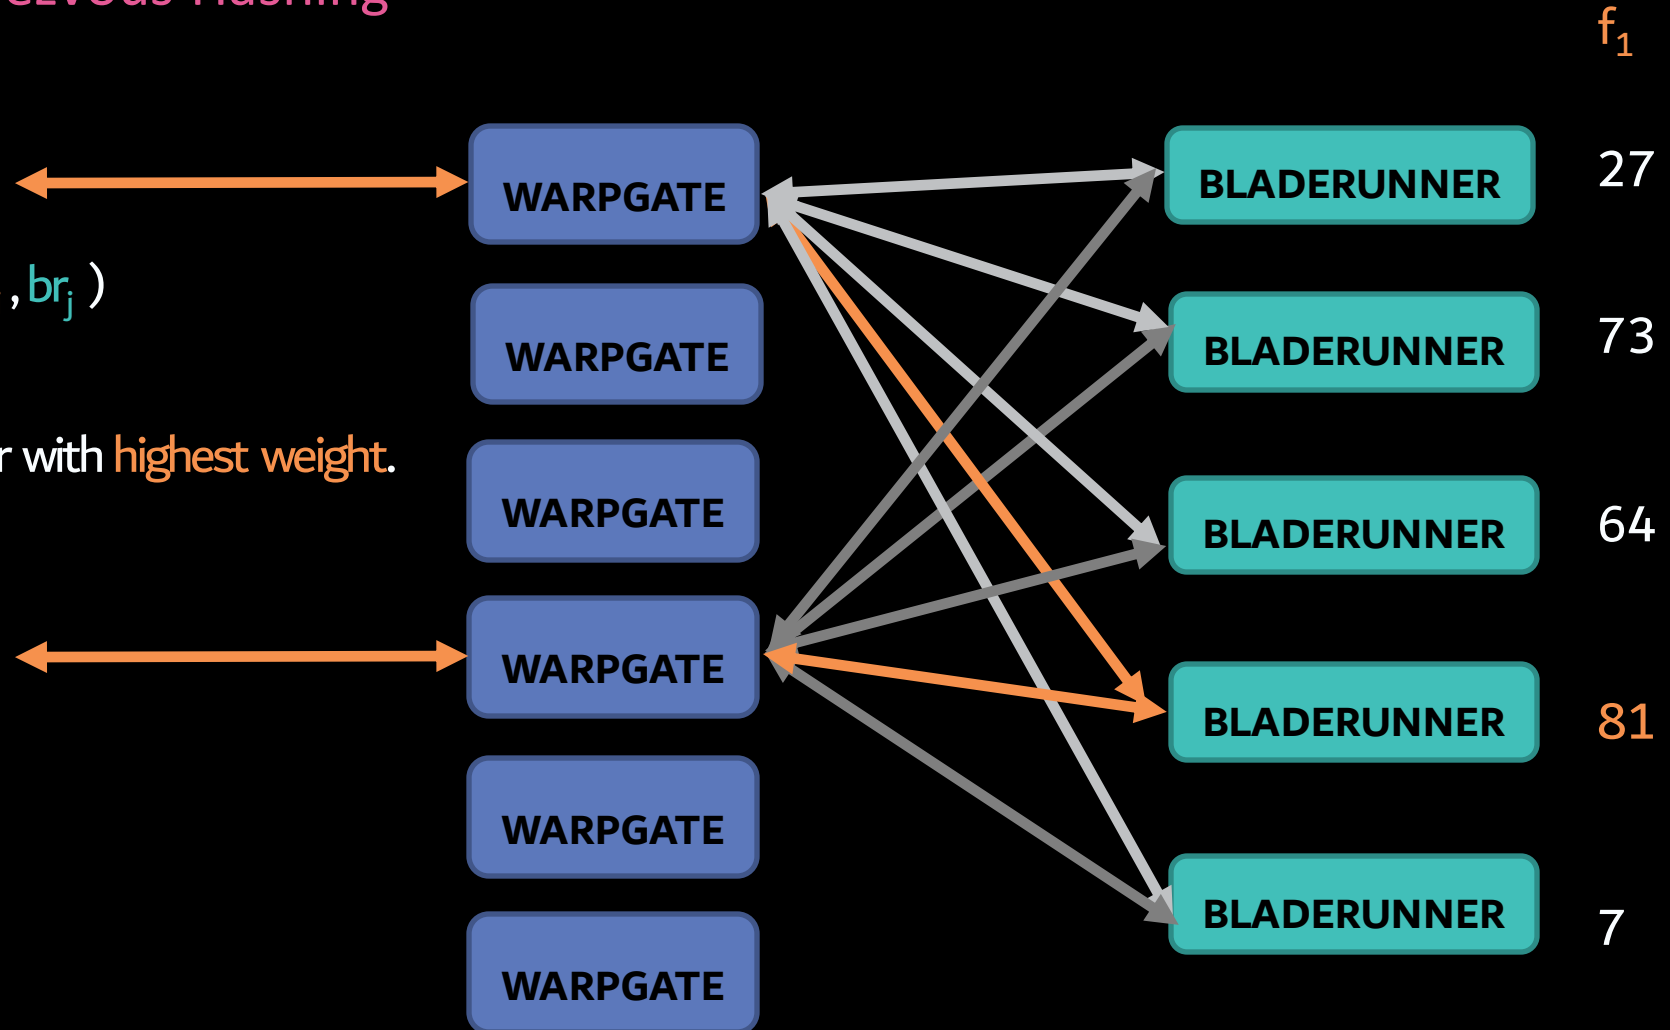 Hashing
f1
WARPGATE BLADERUNNER 27
,brj )
WARPGATE BLADERUNNER 73
with highest weight.
WARPGATE BLADERUNNER 64
WARPGATE BLADERUNNER 81
WARPGATE BLADERUNNER 7
WARPGATE